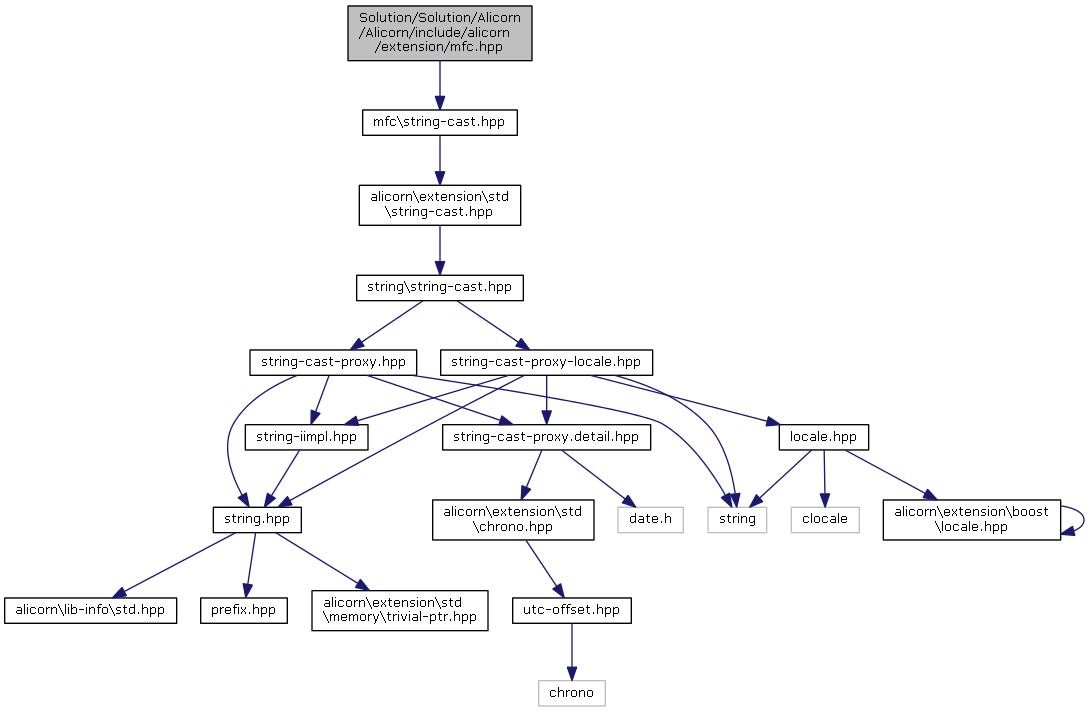 Solution/Solution/Alicorn
/Alicorn/include/alicorn
/extension/mfc.hpp
mfc\string-cast.hpp
alicorn\extension\std
\string-cast.hpp
string\string-cast.hpp
string-cast-proxy.hpp
string-cast-proxy-locale.hpp
string-iimpl.hpp
string-cast-proxy.detail.hpp
locale.hpp
string.hpp
alicorn\extension\std
\chrono.hpp
date.h
string
clocale
alicorn\extension\boost
\locale.hpp
alicorn\lib-info\std.hpp
prefix.hpp
alicorn\extension\std
\memory\trivial-ptr.hpp
utc-offset.hpp
chrono